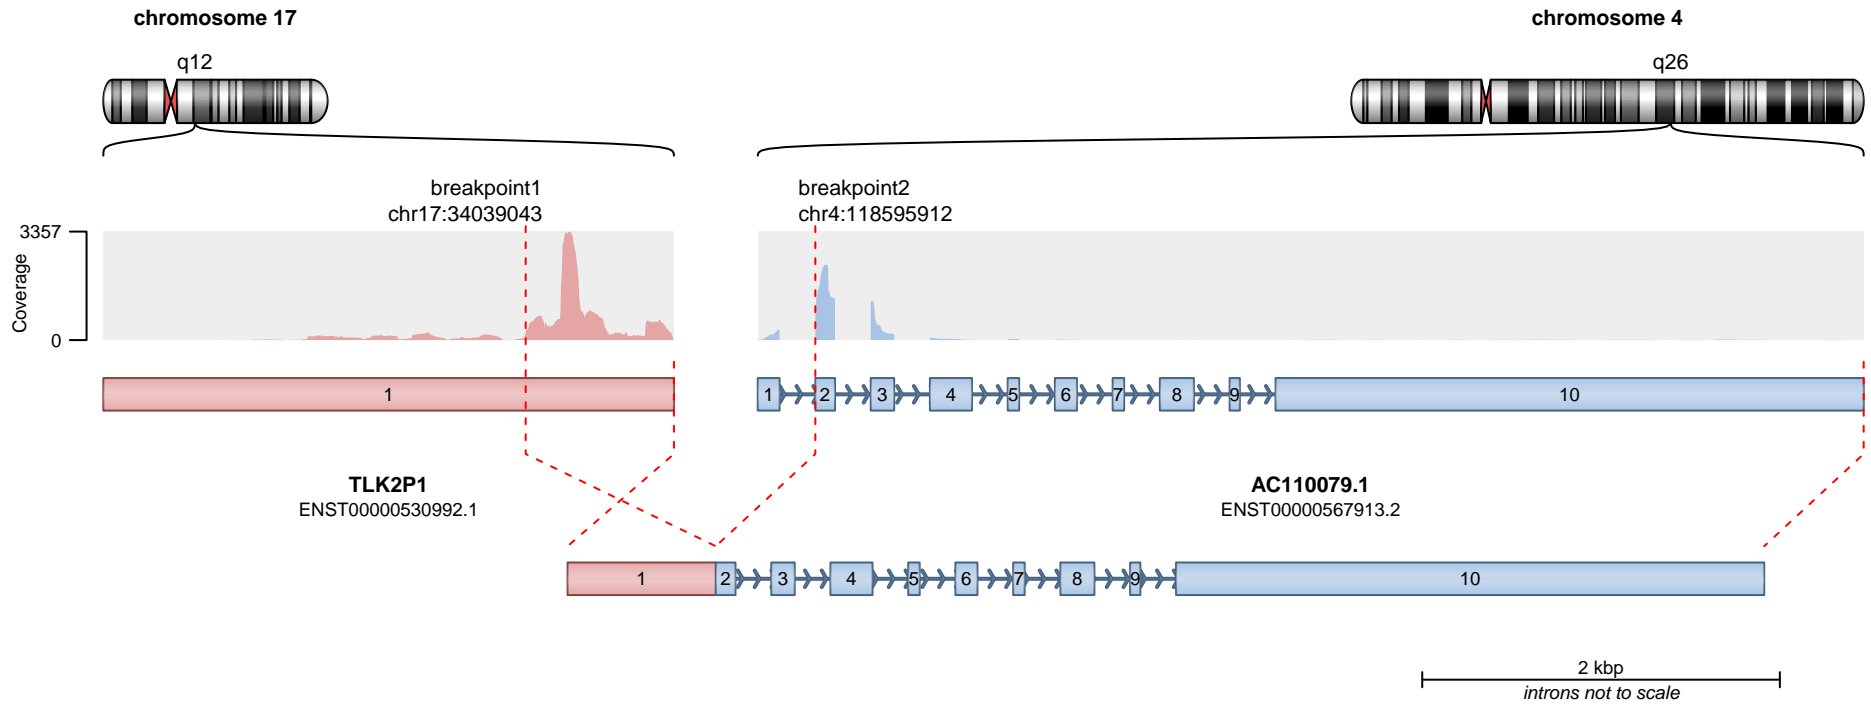 chromosome 17
chromosome 4
q12
q26
breakpoint1
chr17:34039043
breakpoint2
chr4:118595912
3357
Coverage
0
1
1 2 3 4 5 6 7 8 9 10
TLK2P1
ENST00000530992.1
AC110079.1
ENST00000567913.2
1 2 3 4 5 6 7 8 9 10
2 kbp
introns not to scale